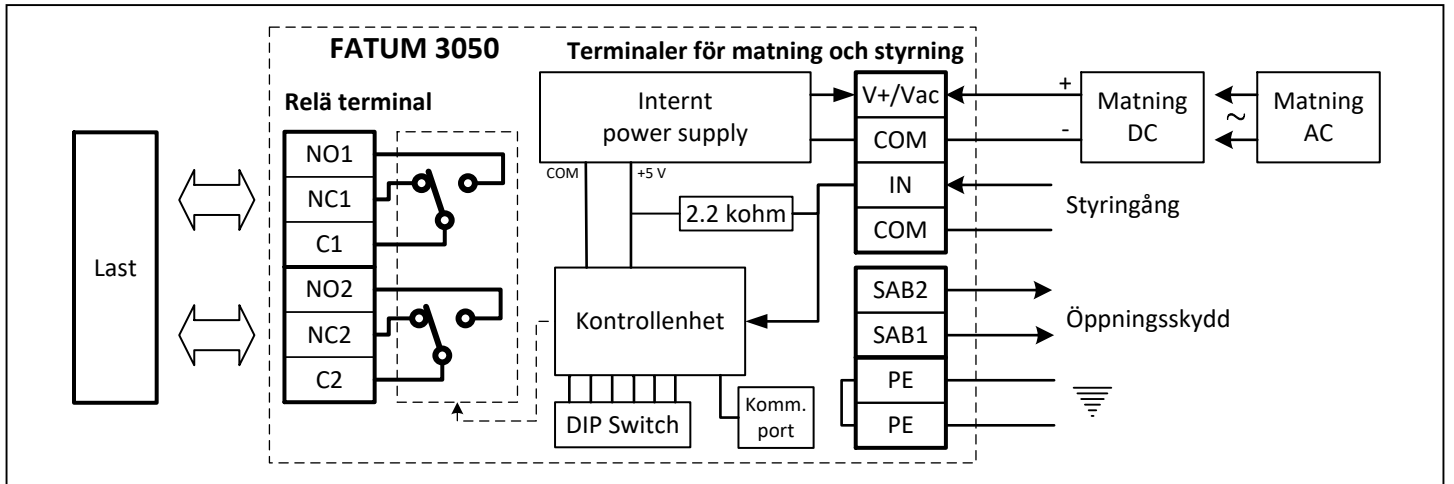 FATUM 3050
Terminaler för matning och styrning
Relä terminal
Last
NO1
NC1
C1
NO2
NC2
C2
Internt
power supply
COM
+5 V
2.2 kohm
Kontrollenhet
DIP Switch
Komm.
port
V+/Vac
COM
IN
COM
SAB2
SAB1
PE
PE
+
-
Matning
DC
~
Matning
AC
Styringång
Öppningsskydd